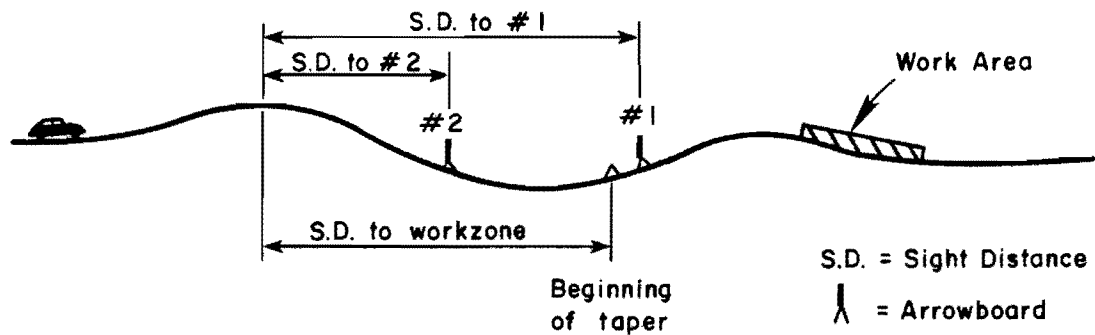 S.D. to #1
S.D. to #2
Work Area
#2
#1
S.D. to workzone
S.D. = Sight Distance
Beginning
of taper
= Arrowboard